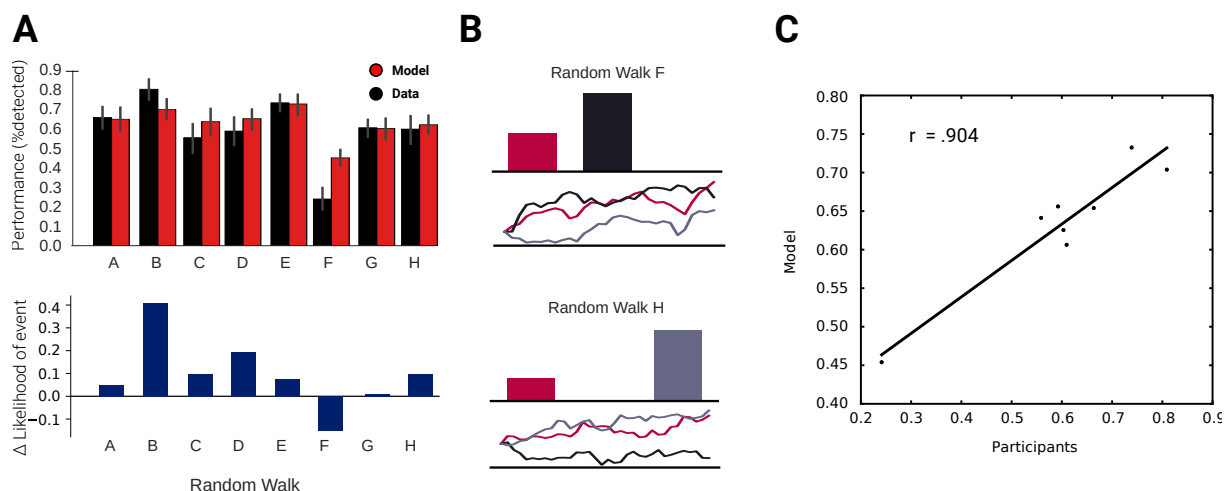 A
Performance (%detected)
0.9
0.8
0.7
0.6
0.5
0.4
0.3
0.2
0.1
0.0
Model
Data
A B C D E F G H
Δ Likelihood of event
0.4
0.3
0.2
0.1
0.0
−0.1
A B C D E F G H
Random Walk
B
Random Walk F
Random Walk H
C
Model
0.80
0.75
0.70
0.65
0.60
0.55
0.50
0.45
0.40
r = .904
0.2 0.3 0.4 0.5 0.6 0.7 0.8 0.9
Participants